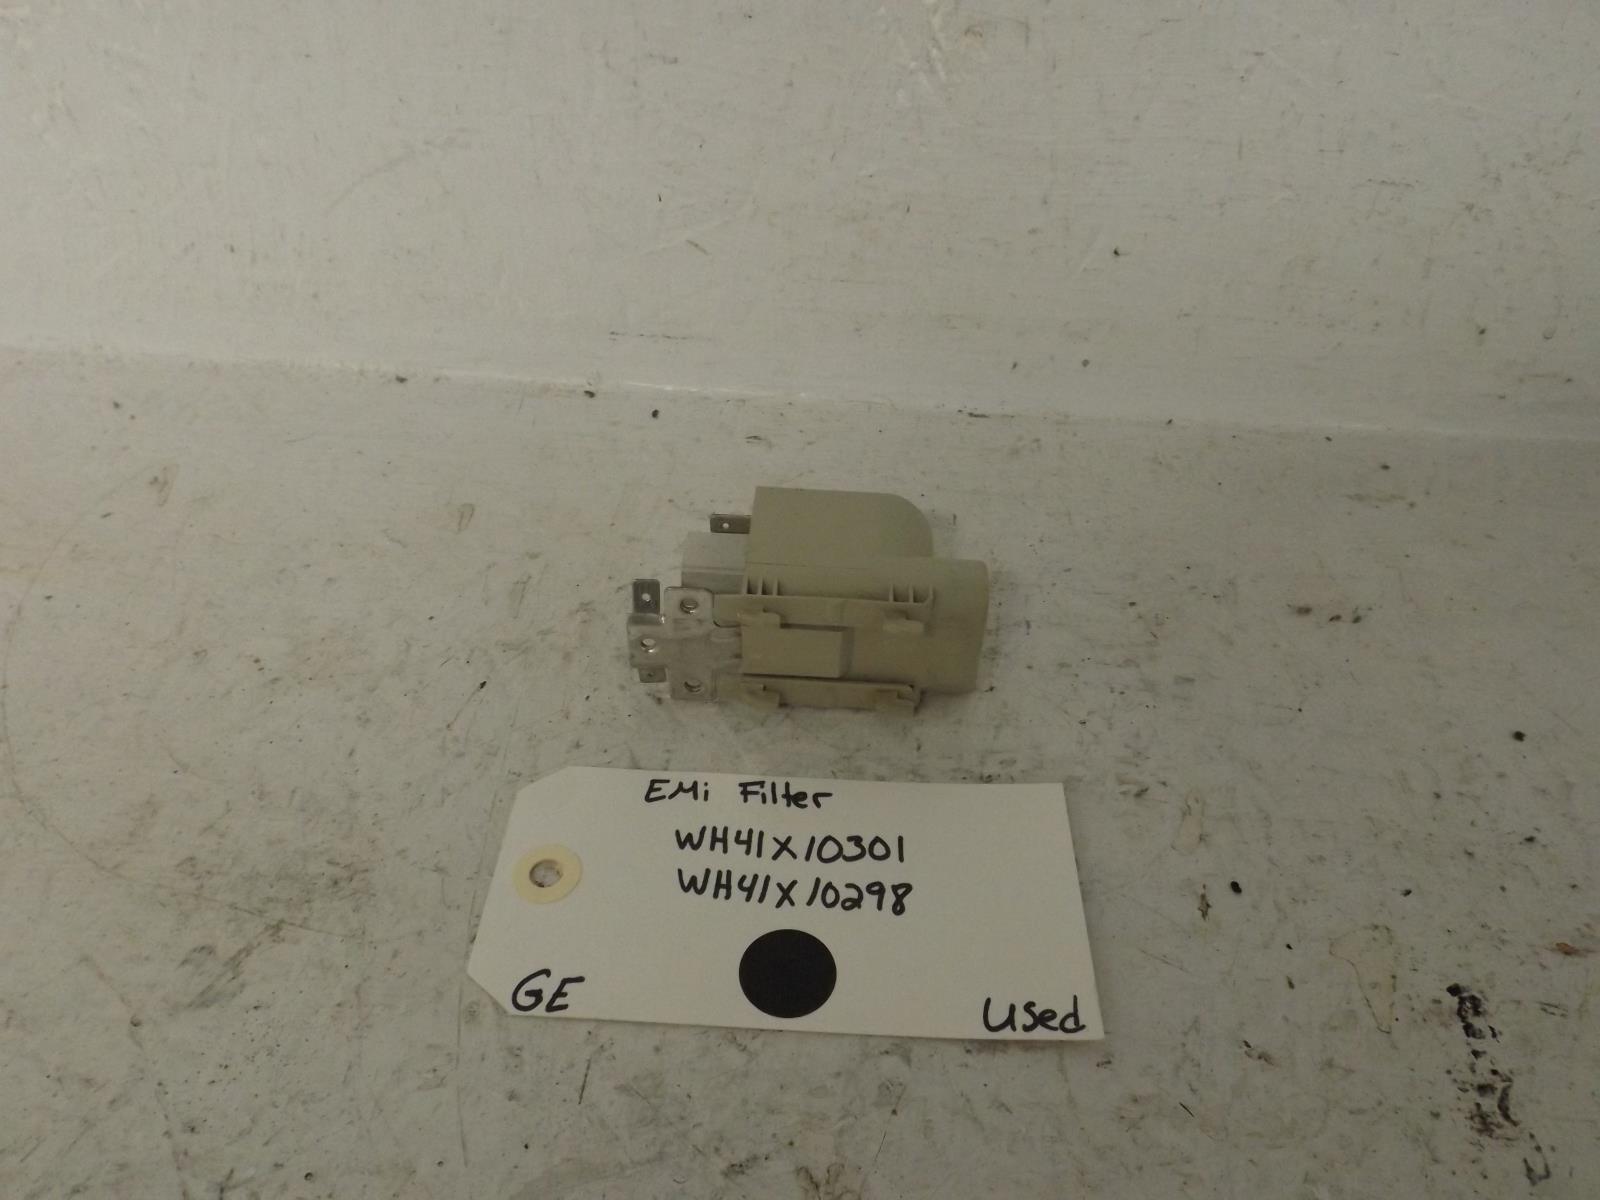 EMi Filter
WH41X10301
WH41X10298
GE
Used